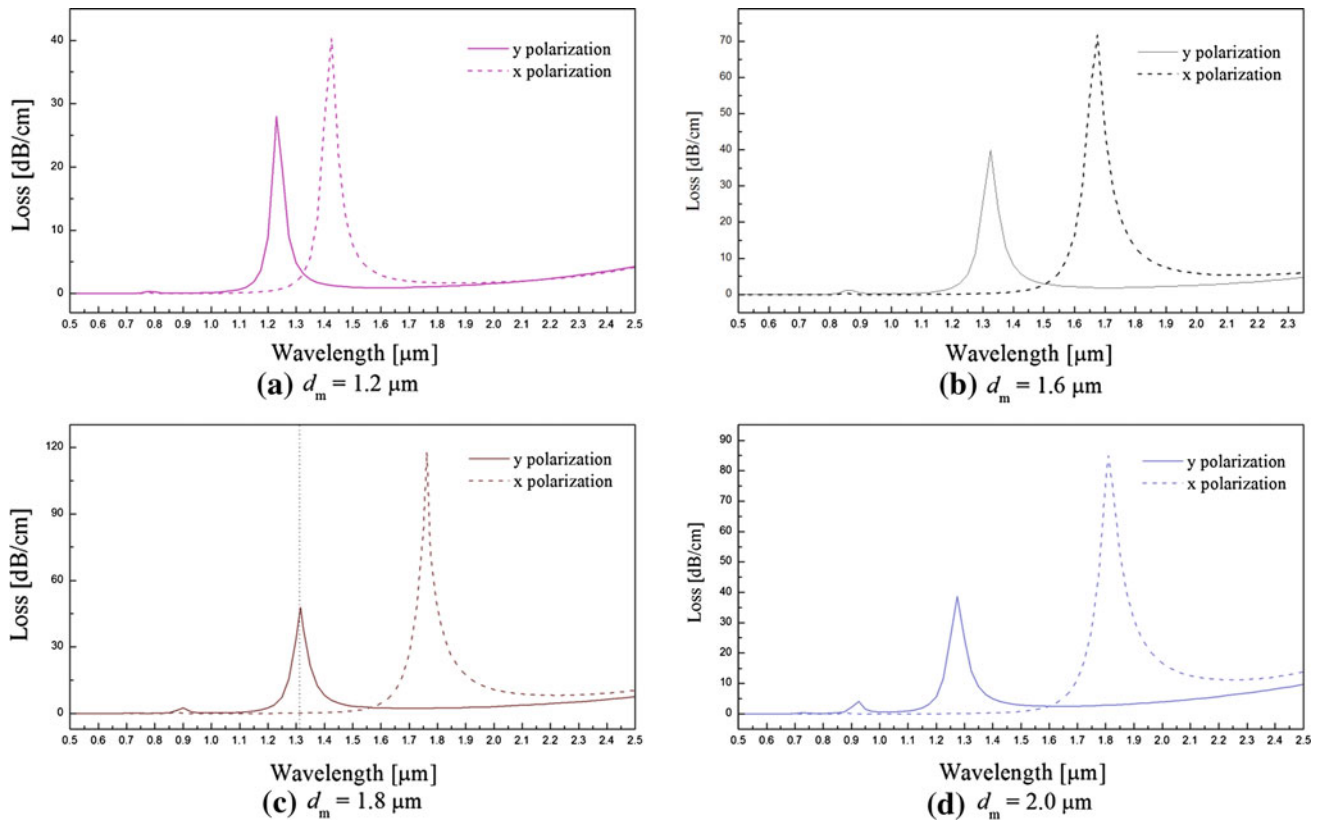 40
30
20
10
0
Loss [dB/cm]
y polarization
x polarization
0.5 0.6 0.7 0.8 0.9 1.0 1.1 1.2 1.3 1.4 1.5 1.6 1.7 1.8 1.9 2.0 2.1 2.2 2.3 2.4 2.5
Wavelength [μm]
(a) dm = 1.2 μm
80
70
60
50
40
30
20
10
0
Loss [dB/cm]
y polarization
x polarization
0.5 0.6 0.7 0.8 0.9 1.0 1.1 1.2 1.3 1.4 1.5 1.6 1.7 1.8 1.9 2.0 2.1 2.2 2.3
Wavelength [μm]
(b) dm = 1.6 μm
120
90
60
30
0
Loss [dB/cm]
y polarization
x polarization
0.5 0.6 0.7 0.8 0.9 1.0 1.1 1.2 1.3 1.4 1.5 1.6 1.7 1.8 1.9 2.0 2.1 2.2 2.3 2.4 2.5
Wavelength [μm]
(c) dm = 1.8 μm
90
80
70
60
50
40
30
20
10
0
Loss [dB/cm]
y polarization
x polarization
0.5 0.6 0.7 0.8 0.9 1.0 1.1 1.2 1.3 1.4 1.5 1.6 1.7 1.8 1.9 2.0 2.1 2.2 2.3 2.4 2.5
Wavelength [μm]
(d) dm = 2.0 μm